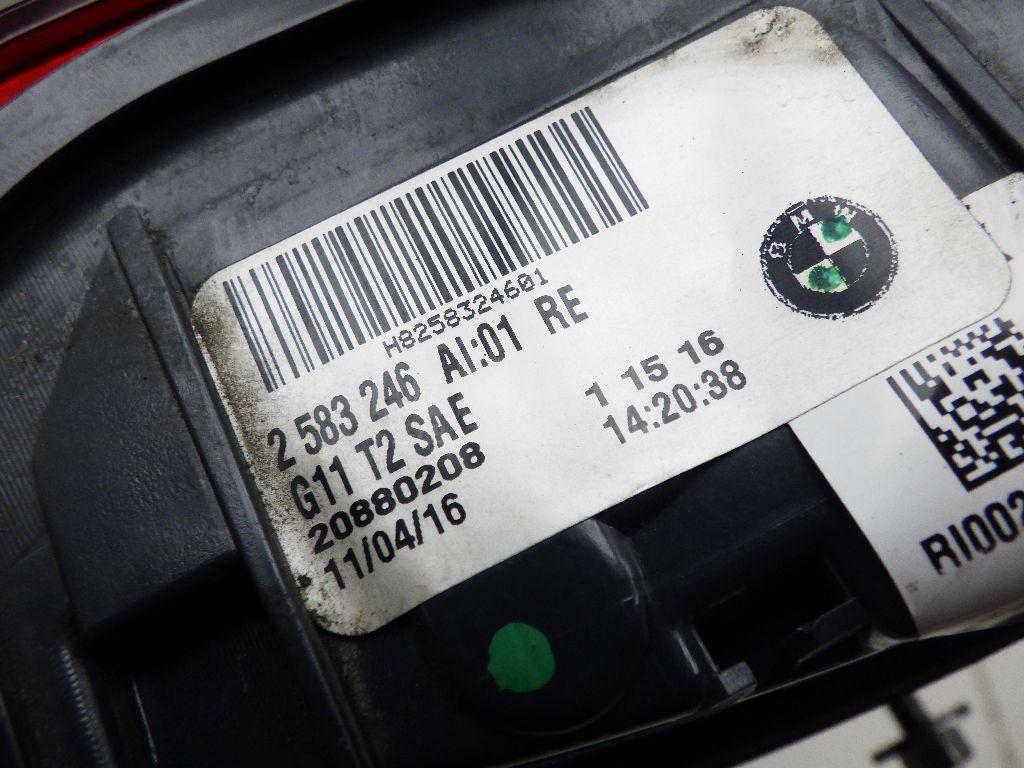 H8258324601
2 583 246 AI:01 RE
G11 T2 SAE
20880208
11/04/16
1 15 16
14:20:38
BMW
RI002